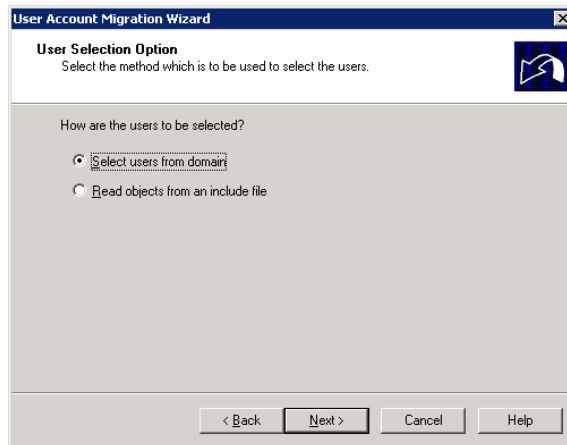 User Account Migration Wizard
User Selection Option
Select the method which is to be used to select the users.
How are the users to be selected?
Select users from domain
Read objects from an include file
< Back Next > Cancel Help